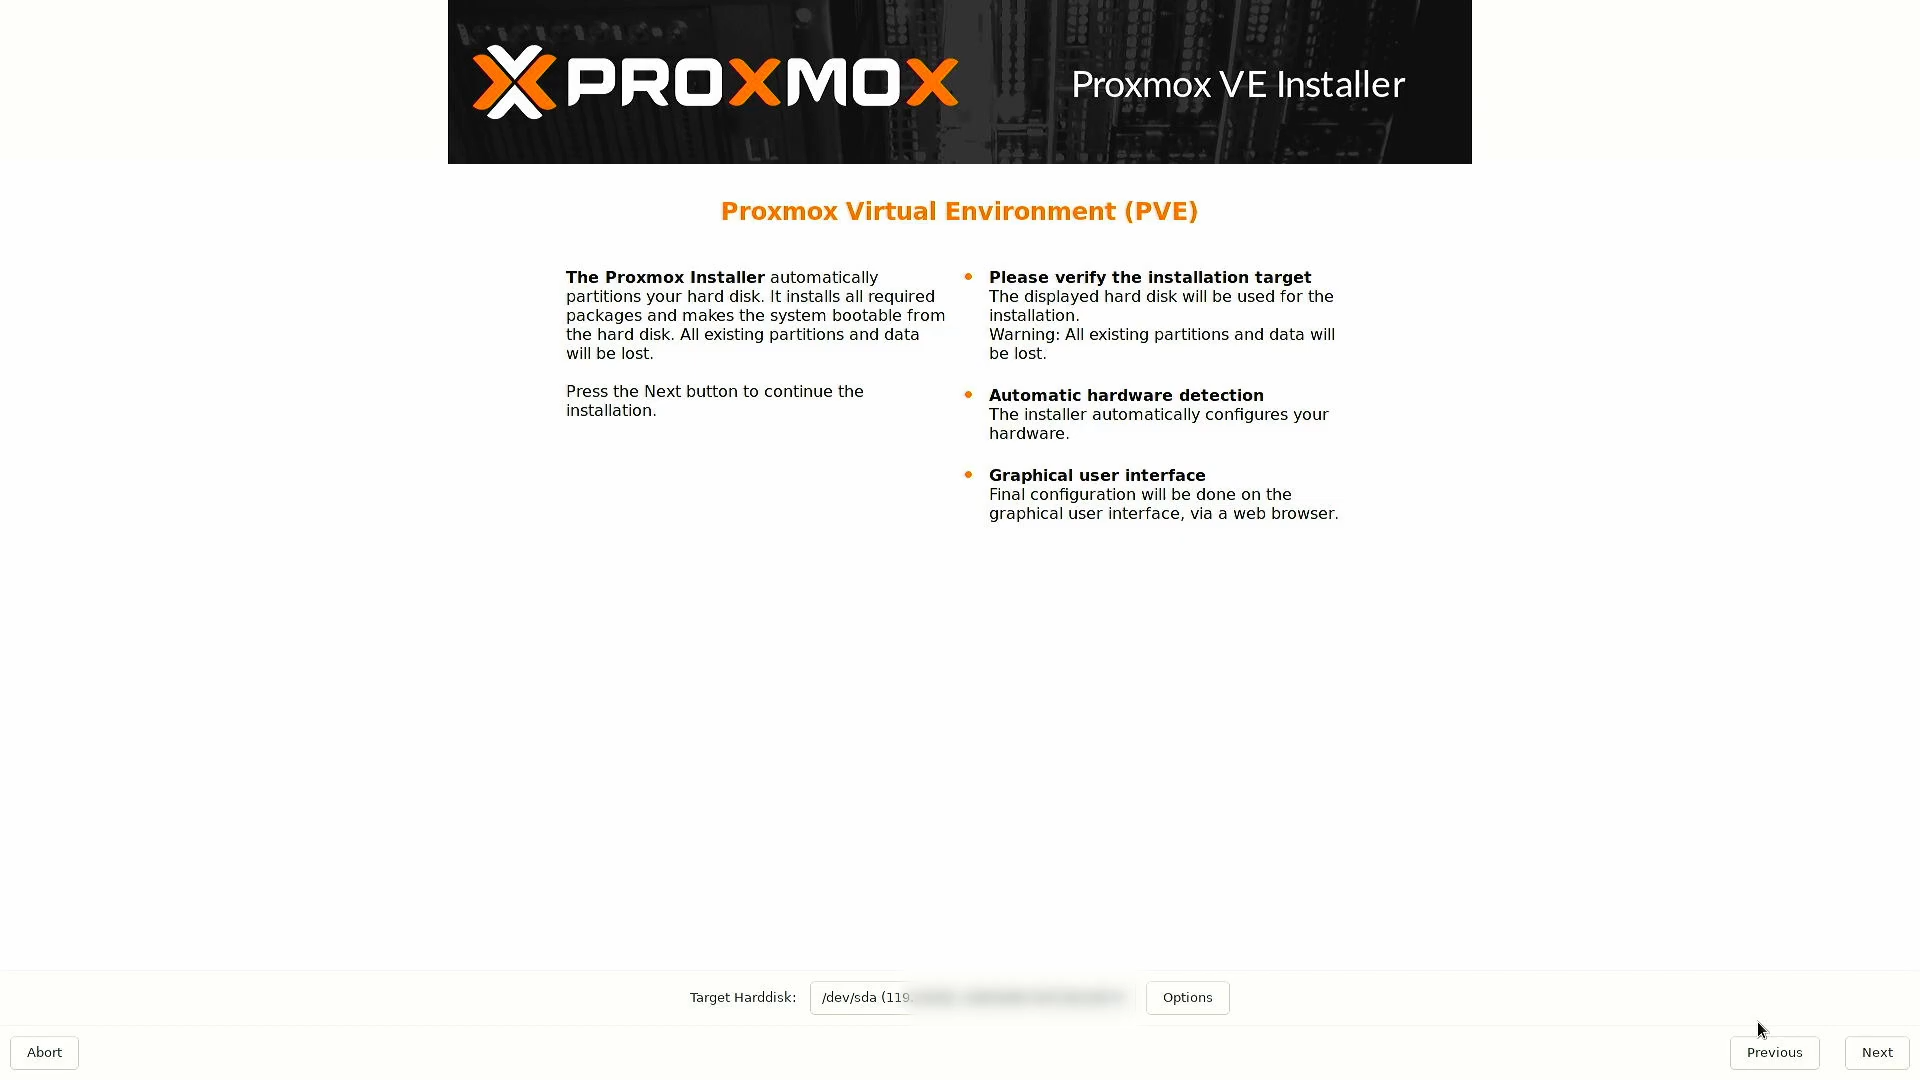 PROXMOX
Proxmox VE Installer
Proxmox Virtual Environment (PVE)
The Proxmox Installer automatically
partitions your hard disk. It installs all required
packages and makes the system bootable from
the hard disk. All existing partitions and data
will be lost.
Press the Next button to continue the
installation.
Please verify the installation target
The displayed hard disk will be used for the
installation.
Warning: All existing partitions and data will
be lost.
Automatic hardware detection
The installer automatically configures your
hardware.
Graphical user interface
Final configuration will be done on the
graphical user interface, via a web browser.
Target Harddisk: /dev/sda (119. Options
Abort Previous Next